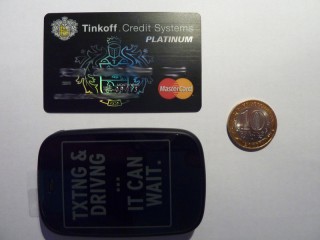 Tinkoff Credit Systems
PLATINUM
MasterCard
10
TXTNG &
DRIVNG
...
IT CAN
WAIT.